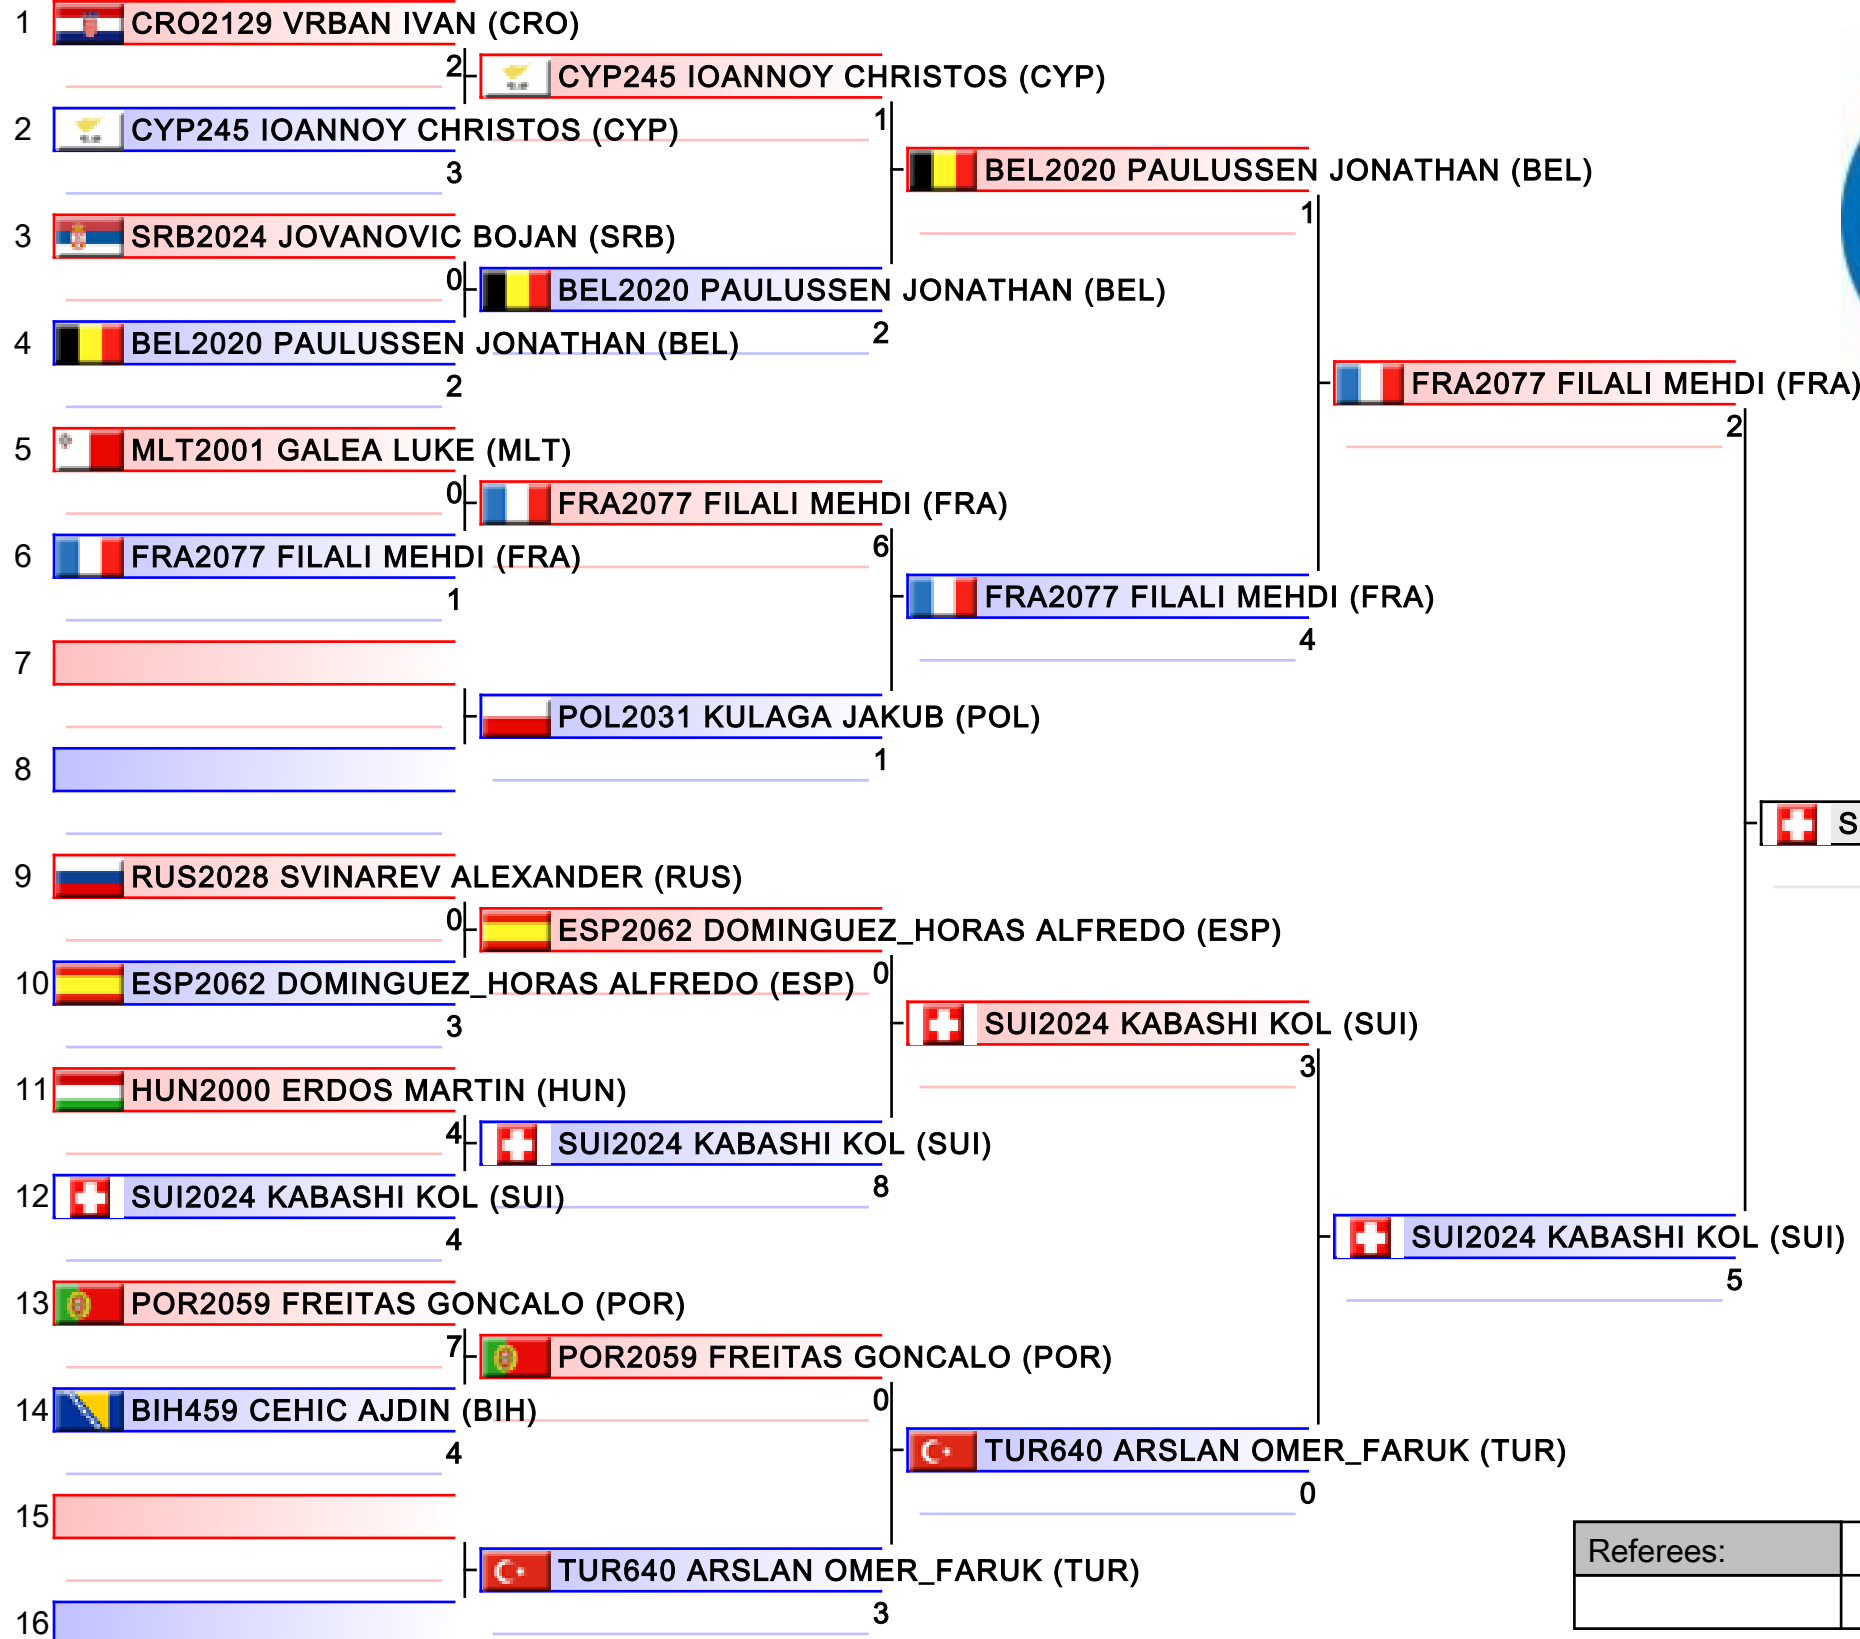 1 CRO2129 VRBAN IVAN (CRO)
2 CYP245 IOANNOY CHRISTOS (CYP)
2 CYP245 IOANNOY CHRISTOS (CYP)
1
3 BEL2020 PAULUSSEN JONATHAN (BEL)
3 SRB2024 JOVANOVIC BOJAN (SRB)
1
0 BEL2020 PAULUSSEN JONATHAN (BEL)
4 BEL2020 PAULUSSEN JONATHAN (BEL)
2
2 FRA2077 FILALI MEHDI (FRA)
2
5 MLT2001 GALEA LUKE (MLT)
0 FRA2077 FILALI MEHDI (FRA)
6 FRA2077 FILALI MEHDI (FRA)
6
1 FRA2077 FILALI MEHDI (FRA)
4
7
POL2031 KULAGA JAKUB (POL)
1
8
S
9 RUS2028 SVINAREV ALEXANDER (RUS)
0 ESP2062 DOMINGUEZ_HORAS ALFREDO (ESP)
10 ESP2062 DOMINGUEZ_HORAS ALFREDO (ESP)
0
3 SUI2024 KABASHI KOL (SUI)
3
11 HUN2000 ERDOS MARTIN (HUN)
4 SUI2024 KABASHI KOL (SUI)
12 SUI2024 KABASHI KOL (SUI)
8
4 SUI2024 KABASHI KOL (SUI)
5
13 POR2059 FREITAS GONCALO (POR)
7 POR2059 FREITAS GONCALO (POR)
14 BIH459 CEHIC AJDIN (BIH)
0
4 TUR640 ARSLAN OMER_FARUK (TUR)
0
15
Referees:
TUR640 ARSLAN OMER_FARUK (TUR)
3
16